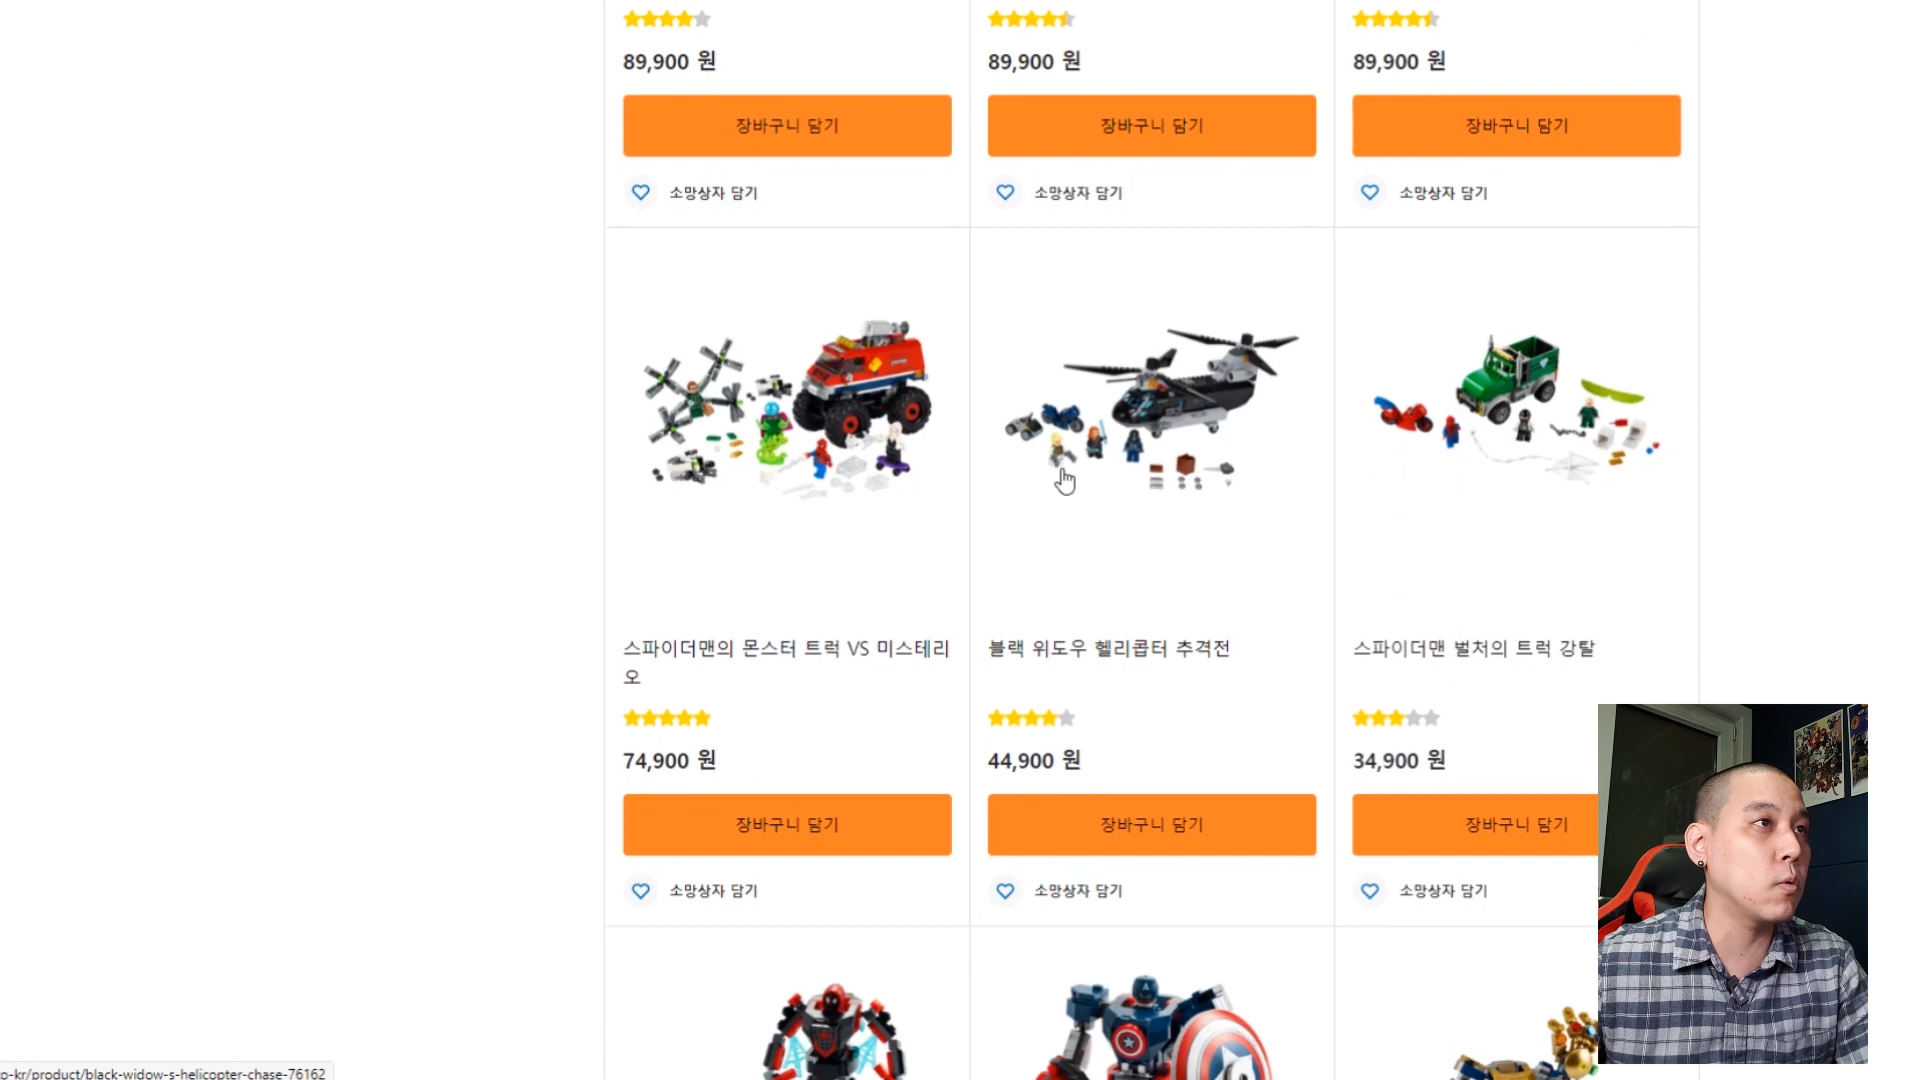 89,900 원
89,900 원
89,900 원
장바구니 담기
장바구니 담기
장바구니 담기
소망상자 담기
소망상자 담기
소망상자 담기
스파이더맨의 몬스터 트럭 VS 미스테리
오
블랙 위도우 헬리콥터 추격전
스파이더맨 벌처의 트럭 강탈
74,900 원
44,900 원
34,900 원
장바구니 담기
장바구니 담기
장바구니 담기
소망상자 담기
소망상자 담기
소망상자 담기
o-kr/product/black-widow-s-helicopter-chase-76162